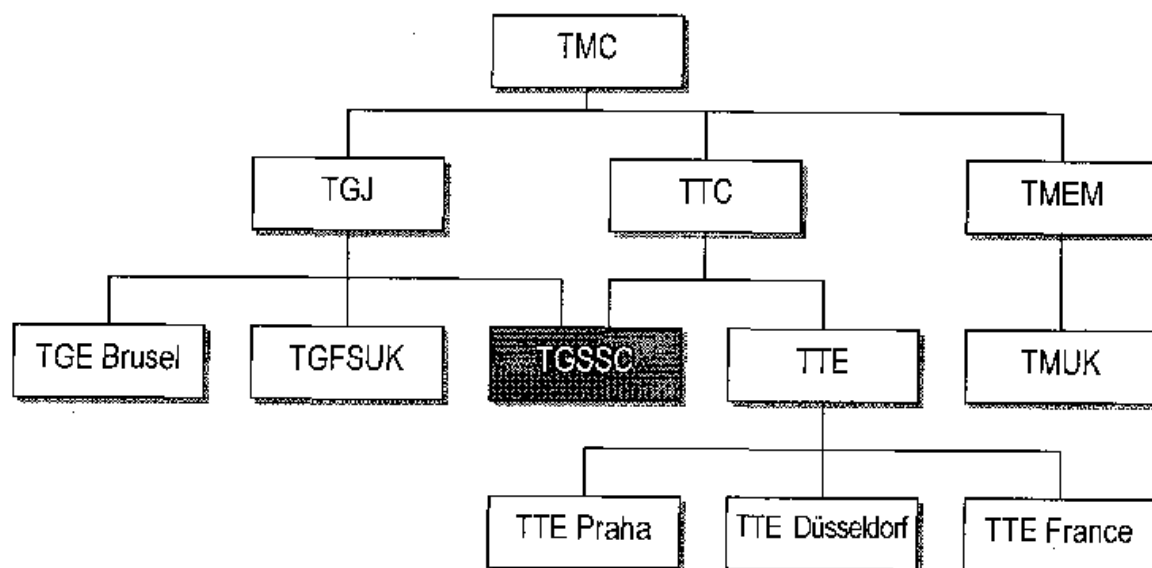 TMC
TGJ
TTC
TMEM
TGE Brusel
TGFSUK
TGSSC
TTE
TMUK
TTE Praha
TTE Düsseldorf
TTE France